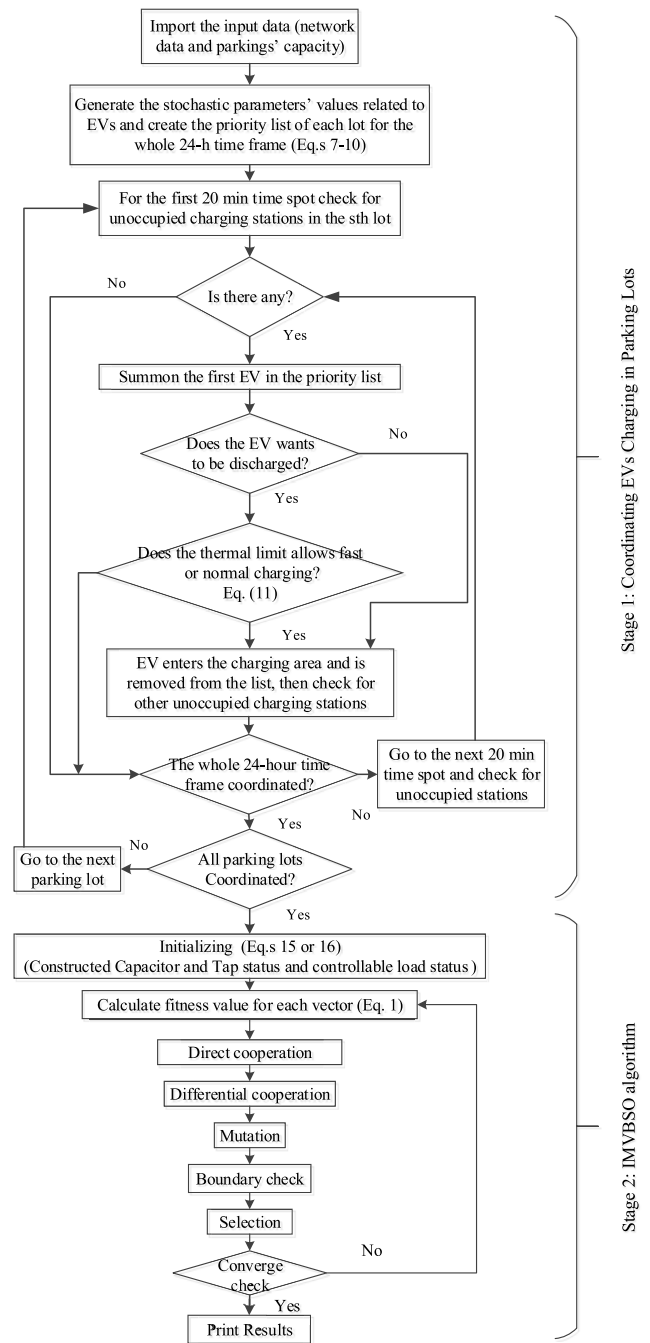 Import the input data (network
data and parkings' capacity)
Generate the stochastic parameters' values related to
EVs and create the priority list of each lot for the
whole 24-h time frame (Eq.s 7-10)
For the first 20 min time spot check for
unoccupied charging stations in the sth lot
No
Is there any?
Yes
Summon the first EV in the priority list
Does the EV wants
to be discharged?
No
Yes
Does the thermal limit allows fast
or normal charging?
Eq. (11)
Yes
EV enters the charging area and is
removed from the list, then check for
other unoccupied charging stations
The whole 24-hour time
frame coordinated?
Go to the next 20 min
time spot and check for
unoccupied stations
No
Yes
No
Go to the next
parking lot
All parking lots
Coordinated?
Yes
Stage 1: Coordinating EVs Charging in Parking Lots
Initializing (Eq.s 15 or 16)
(Constructed Capacitor and Tap status and controllable load status )
Calculate fitness value for each vector (Eq. 1)
Direct cooperation
Differential cooperation
Mutation
Boundary check
Selection
No
Converge
check
Yes
Print Results
Stage 2: IMVBSO algorithm